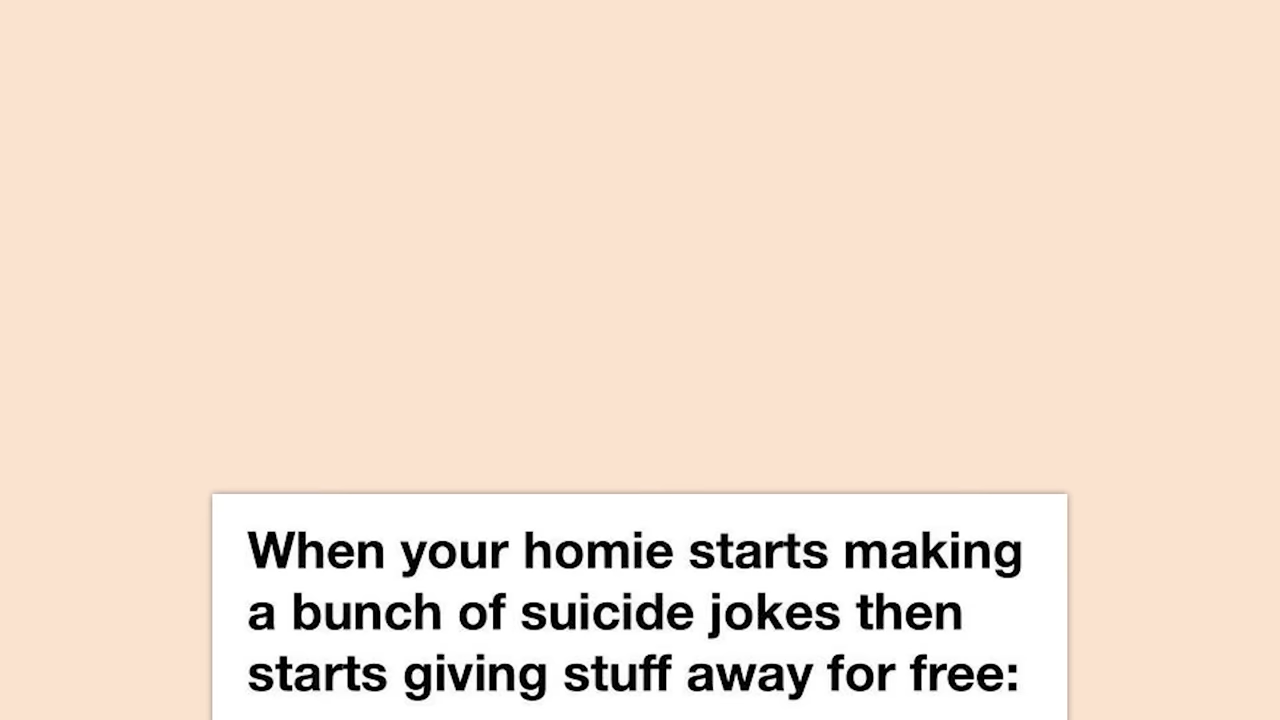 When your homie starts making
a bunch of suicide jokes then
starts giving stuff away for free: